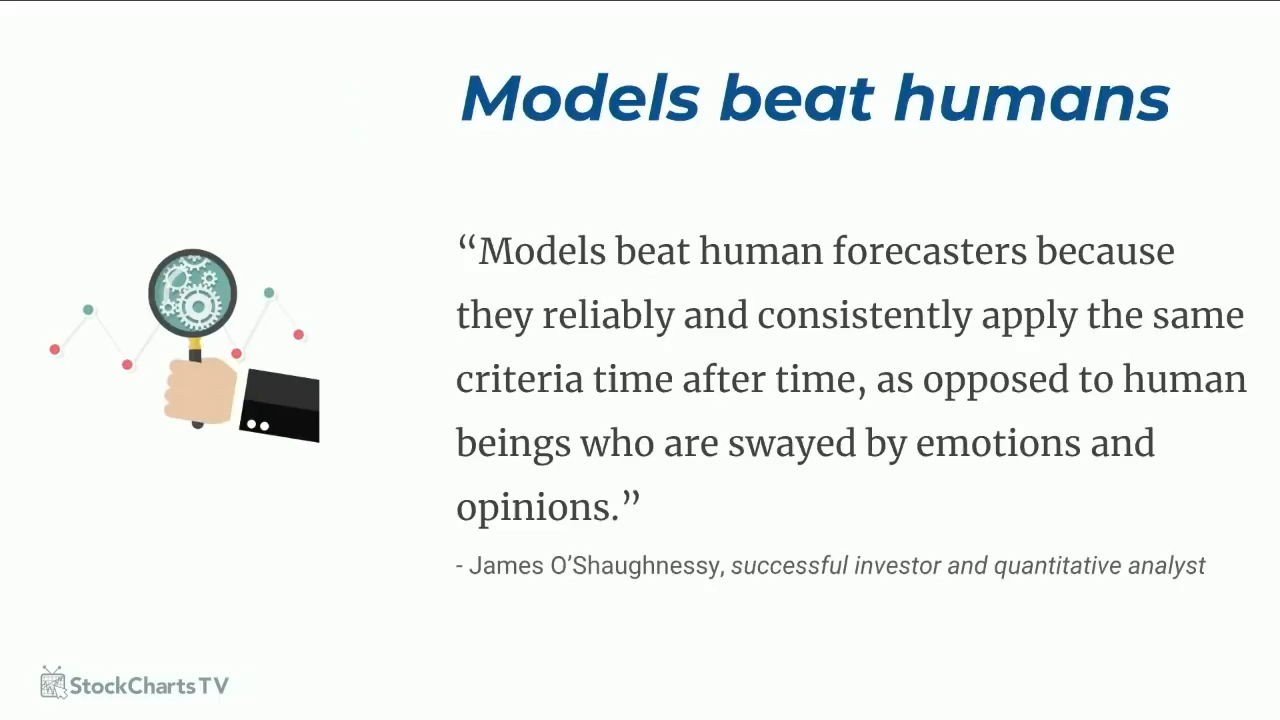 Models beat humans
“Models beat human forecasters because
they reliably and consistently apply the same
criteria time after time, as opposed to human
beings who are swayed by emotions and
opinions.”
- James O’Shaughnessy, successful investor and quantitative analyst
StockCharts TV